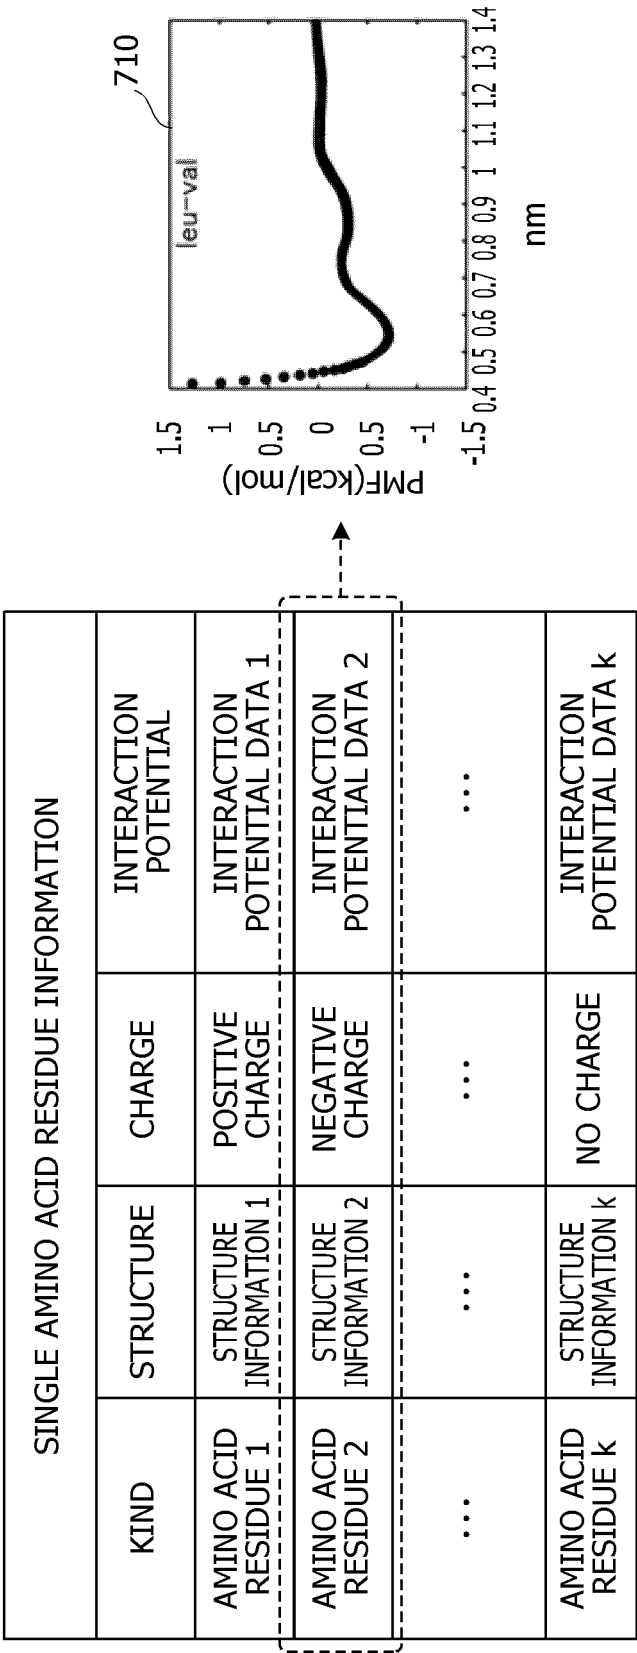 SINGLE AMINO ACID RESIDUE INFORMATION
KIND
STRUCTURE
CHARGE
INTERACTION
POTENTIAL
AMINO ACID
RESIDUE 1
STRUCTURE
INFORMATION 1
POSITIVE
CHARGE
INTERACTION
POTENTIAL DATA 1
AMINO ACID
RESIDUE 2
STRUCTURE
INFORMATION 2
NEGATIVE
CHARGE
INTERACTION
POTENTIAL DATA 2
...
...
...
...
AMINO ACID
RESIDUE k
STRUCTURE
INFORMATION k
NO CHARGE
INTERACTION
POTENTIAL DATA k
710
leu-val
PMF(kcal/mol)
1.5
1
0.5
0
0.5
-1
-1.5
0.4 0.5 0.6 0.7 0.8 0.9 1 1.1 1.2 1.3 1.4
nm